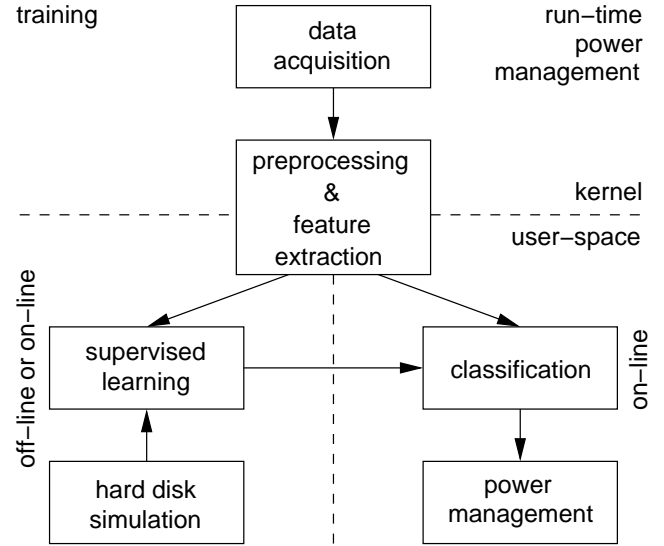 training
data
acquisition
run−time
power
management
preprocessing
&
feature
extraction
kernel
user−space
off−line or on−line
supervised
learning
classification
on−line
hard disk
simulation
power
management